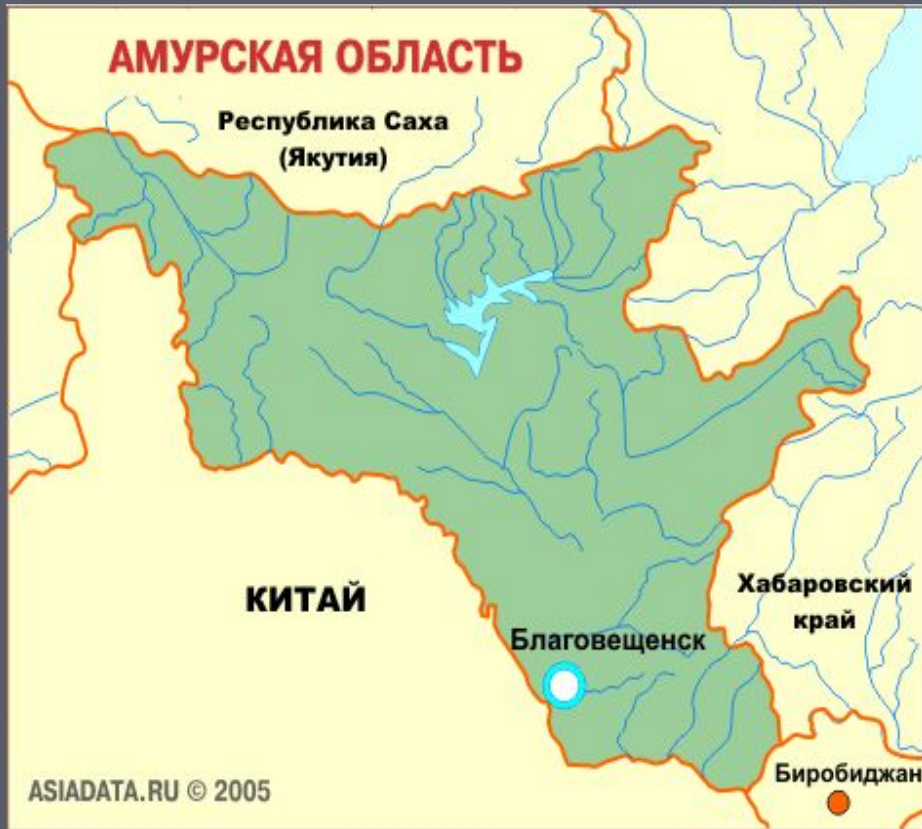 АМУРСКАЯ ОБЛАСТЬ
Республика Саха
(Якутия)
КИТАЙ
Хабаровский
край
Благовещенск
Биробиджан
ASIADATA.RU © 2005